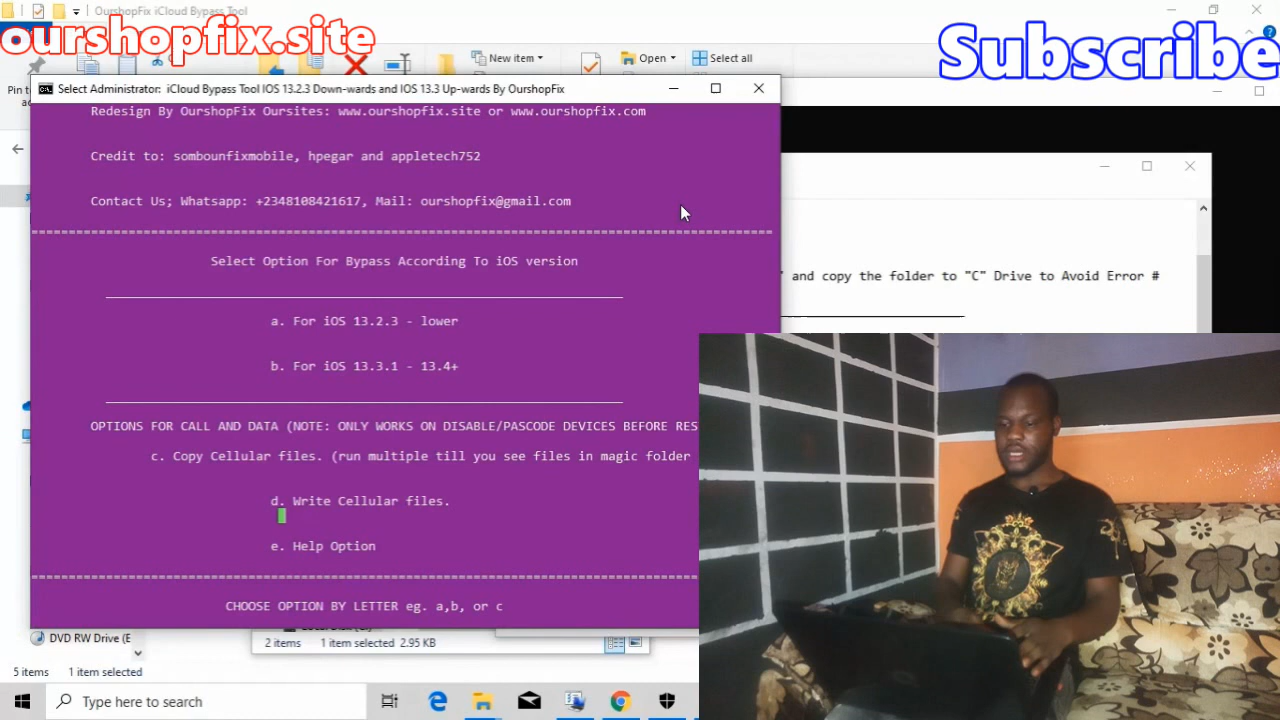 OurshopFix iCloud Bypass Tool
ourshopfix.site
Subscribe
New item
Open
Select all
Pin to
Select Administrator: iCloud Bypass Tool IOS 13.2.3 Down-wards and IOS 13.3 Up-wards By OurshopFix
Redesign By OurshopFix Oursites: www.ourshopfix.site or www.ourshopfix.com
Credit to: sombounfixmobile, hpegar and appletech752
Contact Us; Whatsapp: +2348108421617, Mail: ourshopfix@gmail.com
================================================================
Select Option For Bypass According To iOS version
and copy the folder to "C" Drive to Avoid Error #
a. For iOS 13.2.3 - lower
b. For iOS 13.3.1 - 13.4+
OPTIONS FOR CALL AND DATA (NOTE: ONLY WORKS ON DISABLE/PASCODE DEVICES BEFORE RES
c. Copy Cellular files. (run multiple till you see files in magic folder
d. Write Cellular files.
e. Help Option
================================================================
CHOOSE OPTION BY LETTER eg. a,b, or c
DVD RW Drive (E
2 items 1 item selected 2.95 KB
5 items 1 item selected
Type here to search